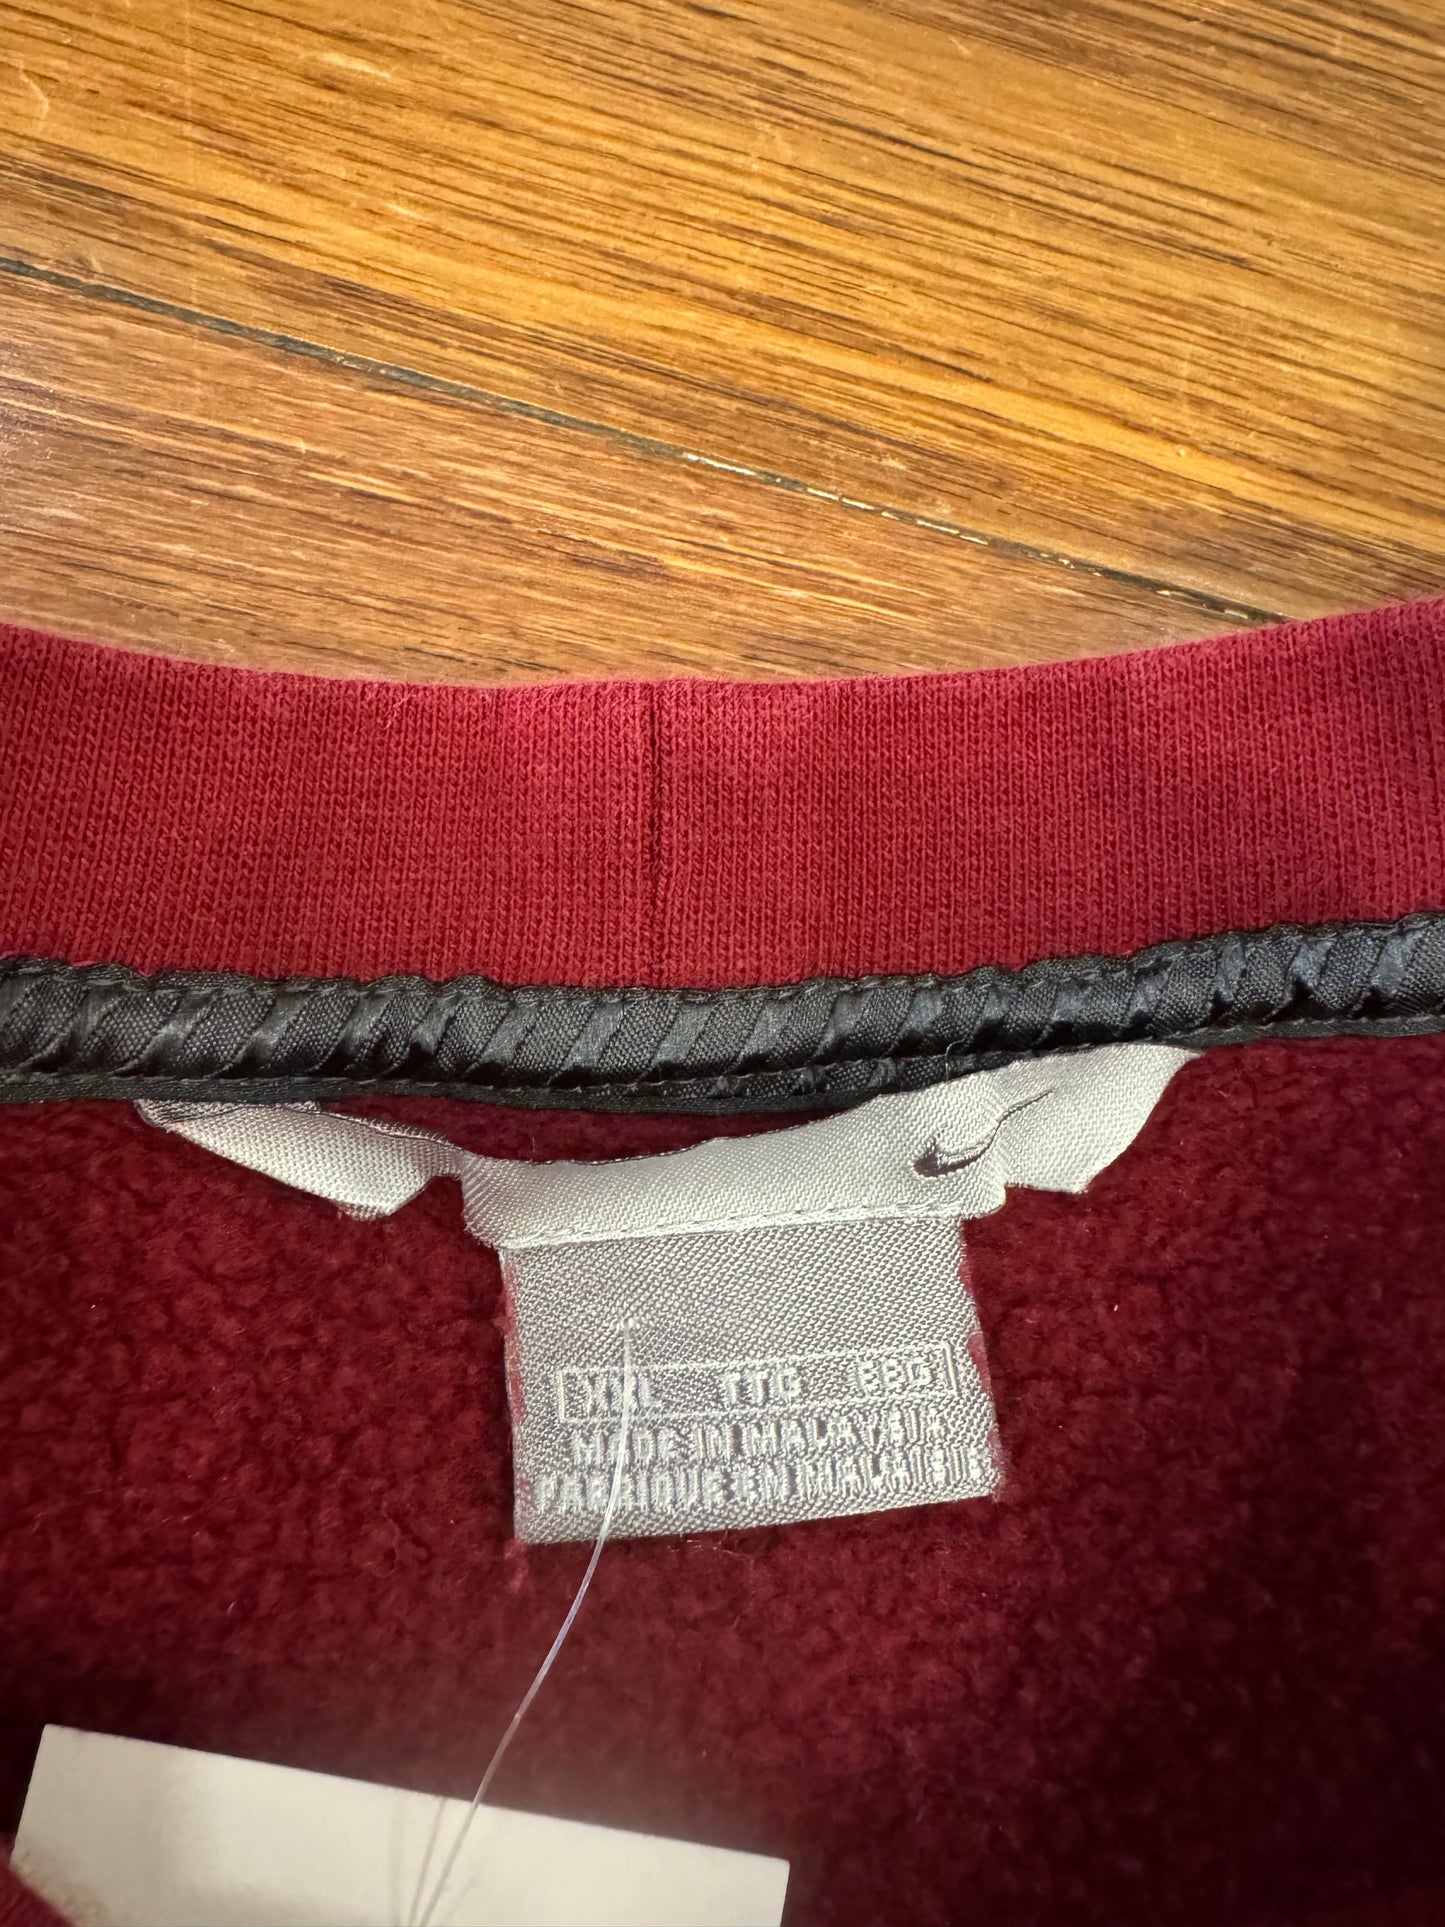 XXL TTG EEG
MADE IN MALAYSIA
FABRIQUE EN MALAISIE